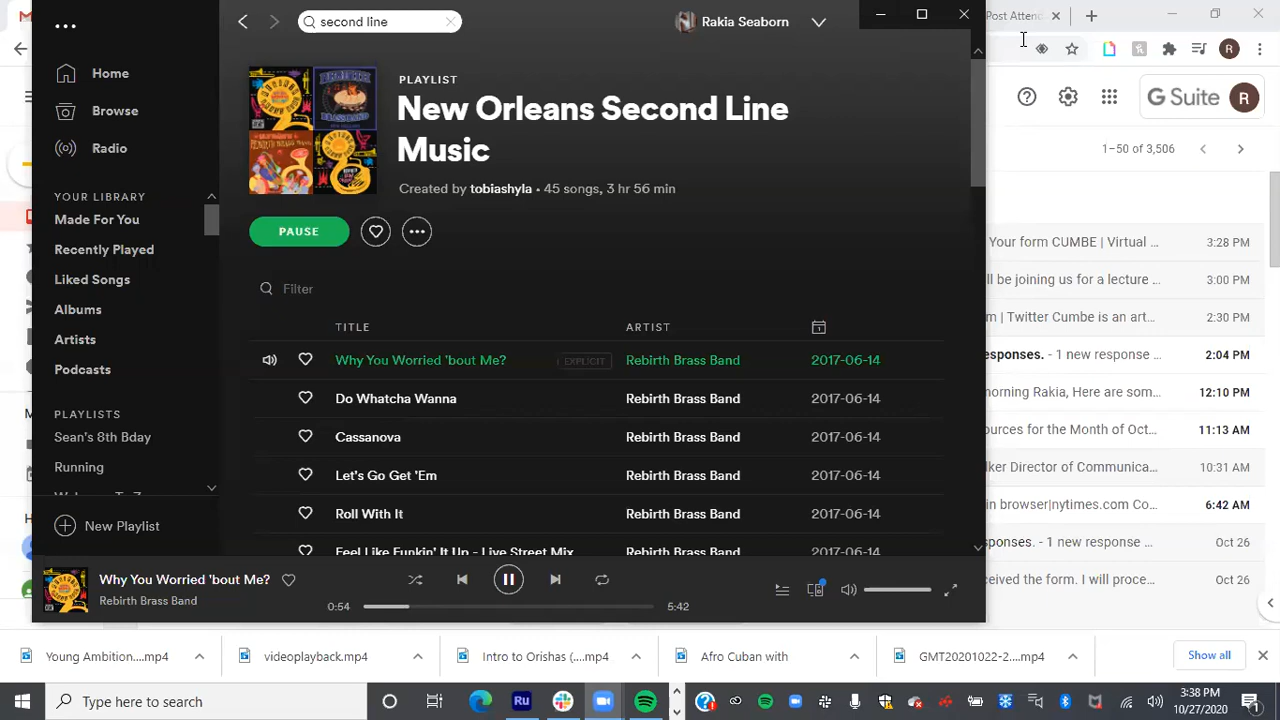 second line
Rakia Seaborn
Post Attend
Home
Browse
Radio
YOUR LIBRARY
Made For You
Recently Played
Liked Songs
Albums
Artists
Podcasts
PLAYLISTS
Sean's 8th Bday
Running
New Playlist
PLAYLIST
New Orleans Second Line
Music
Created by tobiashyla • 45 songs, 3 hr 56 min
PAUSE
Filter
TITLE ARTIST
Why You Worried 'bout Me? EXPLICIT Rebirth Brass Band 2017-06-14
Do Whatcha Wanna Rebirth Brass Band 2017-06-14
Cassanova Rebirth Brass Band 2017-06-14
Let's Go Get 'Em Rebirth Brass Band 2017-06-14
Roll With It Rebirth Brass Band 2017-06-14
Feel Like Funkin' It Up - Live Street Mix Rebirth Brass Band 2017-06-14
Why You Worried 'bout Me?
Rebirth Brass Band
0:54 5:42
R
G Suite R
1–50 of 3,506
Your form CUMBE | Virtual ... 3:28 PM
ll be joining us for a lecture ... 3:00 PM
m | Twitter Cumbe is an art... 2:30 PM
esponses. - 1 new response ... 2:04 PM
morning Rakia, Here are som... 12:10 PM
ources for the Month of Oct... 11:13 AM
lker Director of Communica... 10:31 AM
in browser|nytimes.com Co... 6:42 AM
onses. - 1 new response ... Oct 26
ceived the form. I will proce... Oct 26
Young Ambition....mp4
videoplayback.mp4
Intro to Orishas (....mp4
Afro Cuban with
GMT20201022-2....mp4
Show all
Type here to search
Ru
3:38 PM
10/27/2020
1